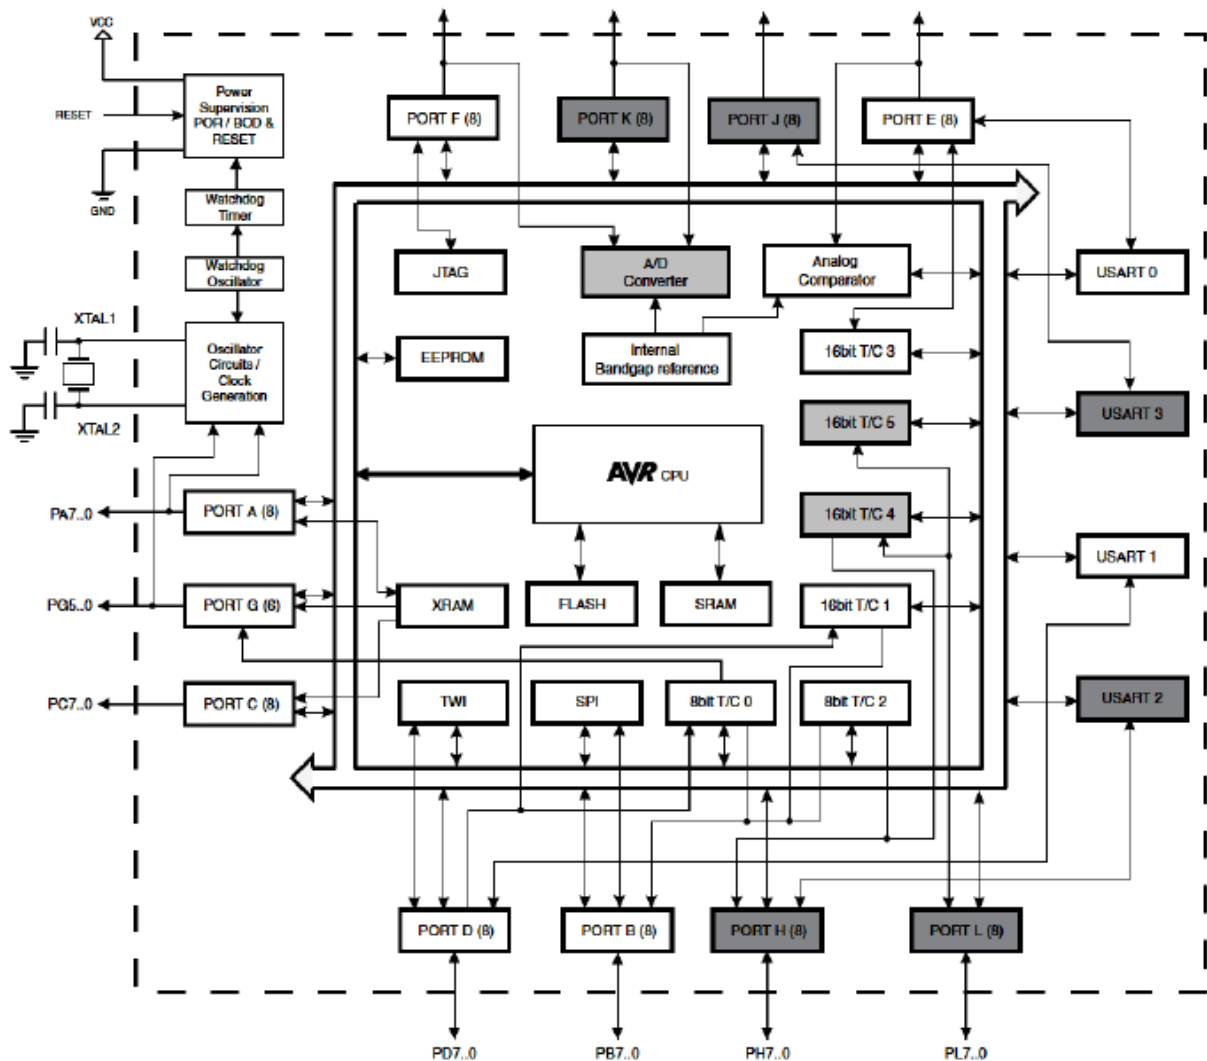 VCC
Power
Supervision
POR / BOD &
RESET
RESET
GND
Watchdog
Timer
Watchdog
Oscillator
XTAL1
Oscillator
Circuits /
Clock
Generation
XTAL2
PORT F (8)
PORT K (8)
PORT J (8)
PORT E (8)
JTAG
A/D
Converter
Analog
Comparator
USART 0
EEPROM
Internal
Bandgap reference
16bit T/C 3
16bit T/C 5
USART 3
AVR CPU
PA7..0
PORT A (8)
16bit T/C 4
USART 1
PG5..0
PORT G (6)
XRAM
FLASH
SRAM
16bit T/C 1
PC7..0
PORT C (8)
TWI
SPI
8bit T/C 0
8bit T/C 2
USART 2
PORT D (8)
PORT B (8)
PORT H (8)
PORT L (8)
PD7..0
PB7..0
PH7..0
PL7..0